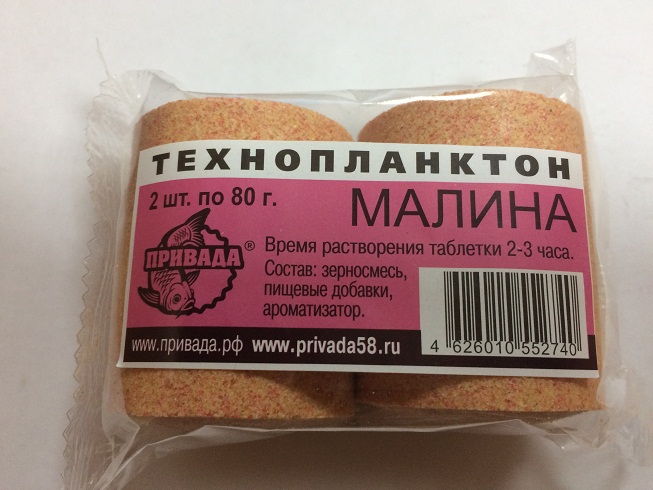 ТЕХНОПЛАНКТОН
2 шт. по 80 г.
МАЛИНА
ПРИВАДА ®
Время растворения таблетки 2-3 часа.
Состав: зерносмесь,
пищевые добавки,
ароматизатор.
4 626010 552740
www.привада.рф www.privada58.ru